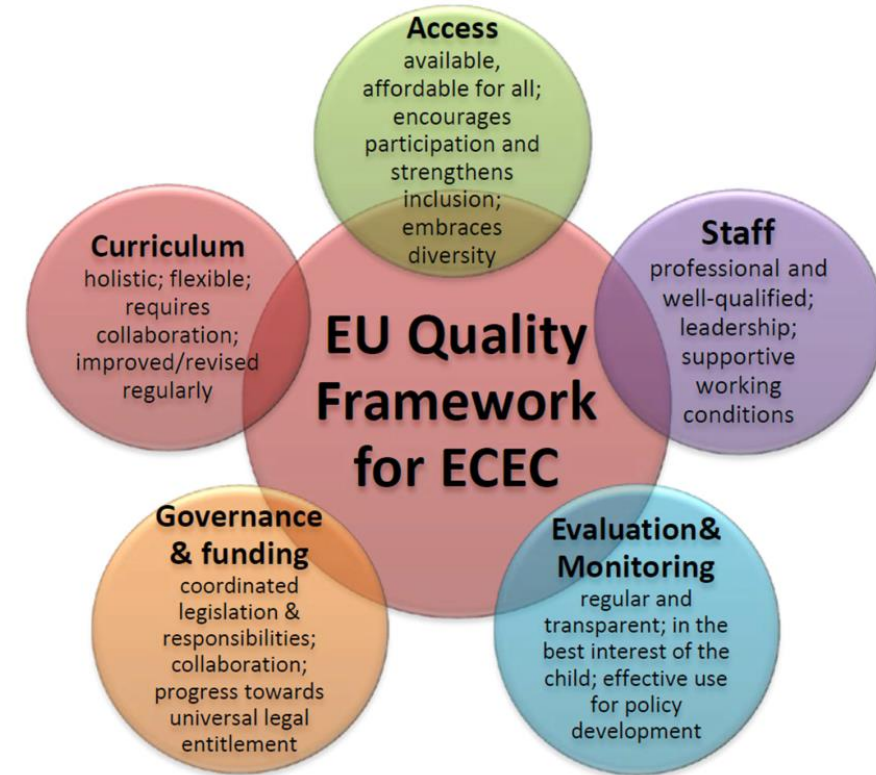 Access
available,
affordable for all;
encourages
participation and
strengthens
inclusion;
embraces
diversity
Staff
professional and
well-qualified;
leadership;
supportive
working
conditions
Evaluation&
Monitoring
regular and
transparent; in the
best interest of the
child; effective use
for policy
development
Governance
& funding
coordinated
legislation &
responsibilities;
collaboration;
progress towards
universal legal
entitlement
Curriculum
holistic; flexible;
requires
collaboration;
improved/revised
regularly
EU Quality
Framework
for ECEC